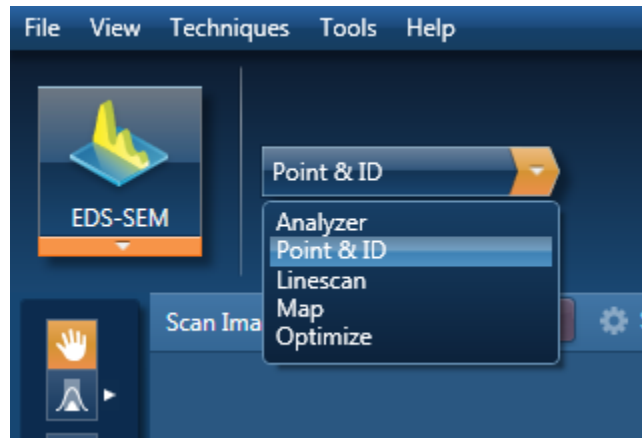 File View Techniques Tools Help
Point & ID
EDS-SEM
Analyzer
Point & ID
Linescan
Map
Optimize
Scan Ima